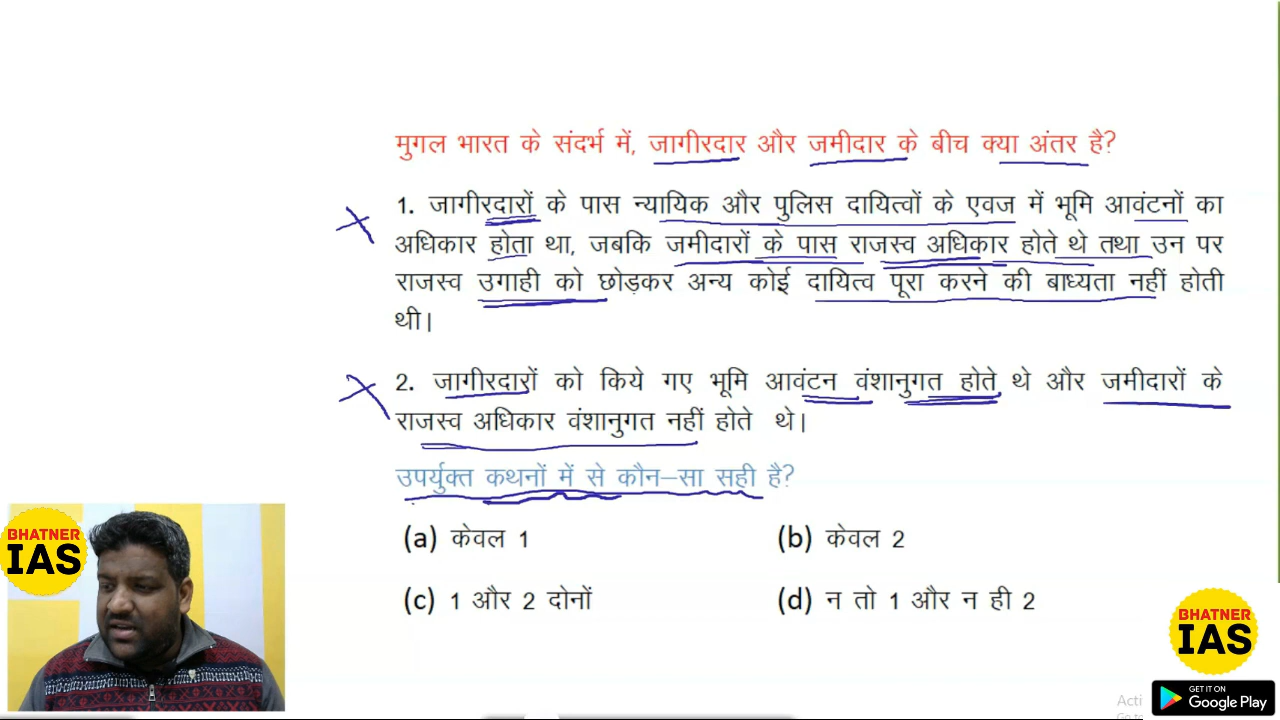 मुगल भारत के संदर्भ में, जागीरदार और जमीदार के बीच क्या अंतर है?
1. जागीरदारों के पास न्यायिक और पुलिस दायित्वों के एवज में भूमि आवंटनों का
अधिकार होता था, जबकि जमीदारों के पास राजस्व अधिकार होते थे तथा उन पर
राजस्व उगाही को छोड़कर अन्य कोई दायित्व पूरा करने की बाध्यता नहीं होती
थी।
2. जागीरदारों को किये गए भूमि आवंटन वंशानुगत होते थे और जमीदारों के
राजस्व अधिकार वंशानुगत नहीं होते थे।
उपर्युक्त कथनों में से कौन–सा सही है?
(a) केवल 1
(b) केवल 2
(c) 1 और 2 दोनों
(d) न तो 1 और न ही 2
BHATNER
IAS
BHATNER
IAS
GET IT ON
Google Play